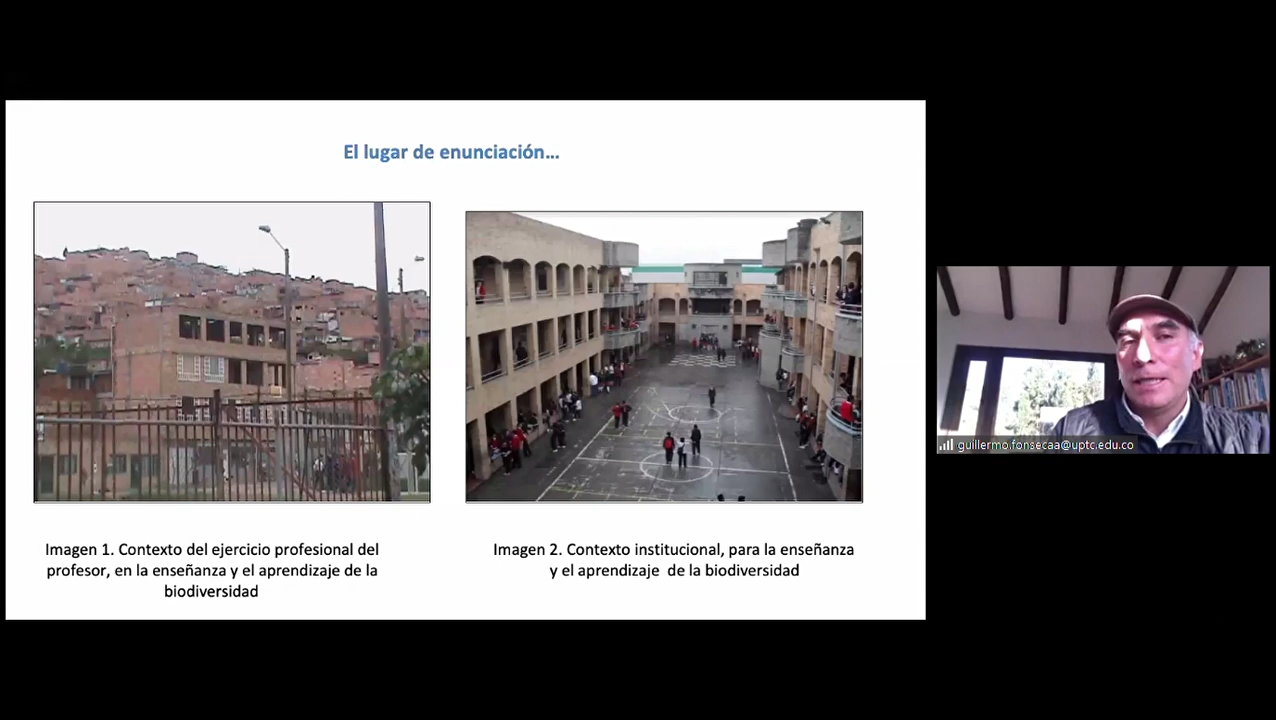 El lugar de enunciación...
Imagen 1. Contexto del ejercicio profesional del
profesor, en la enseñanza y el aprendizaje de la
biodiversidad
Imagen 2. Contexto institucional, para la enseñanza
y el aprendizaje de la biodiversidad
guillermo.fonsecaa@uptc.edu.co